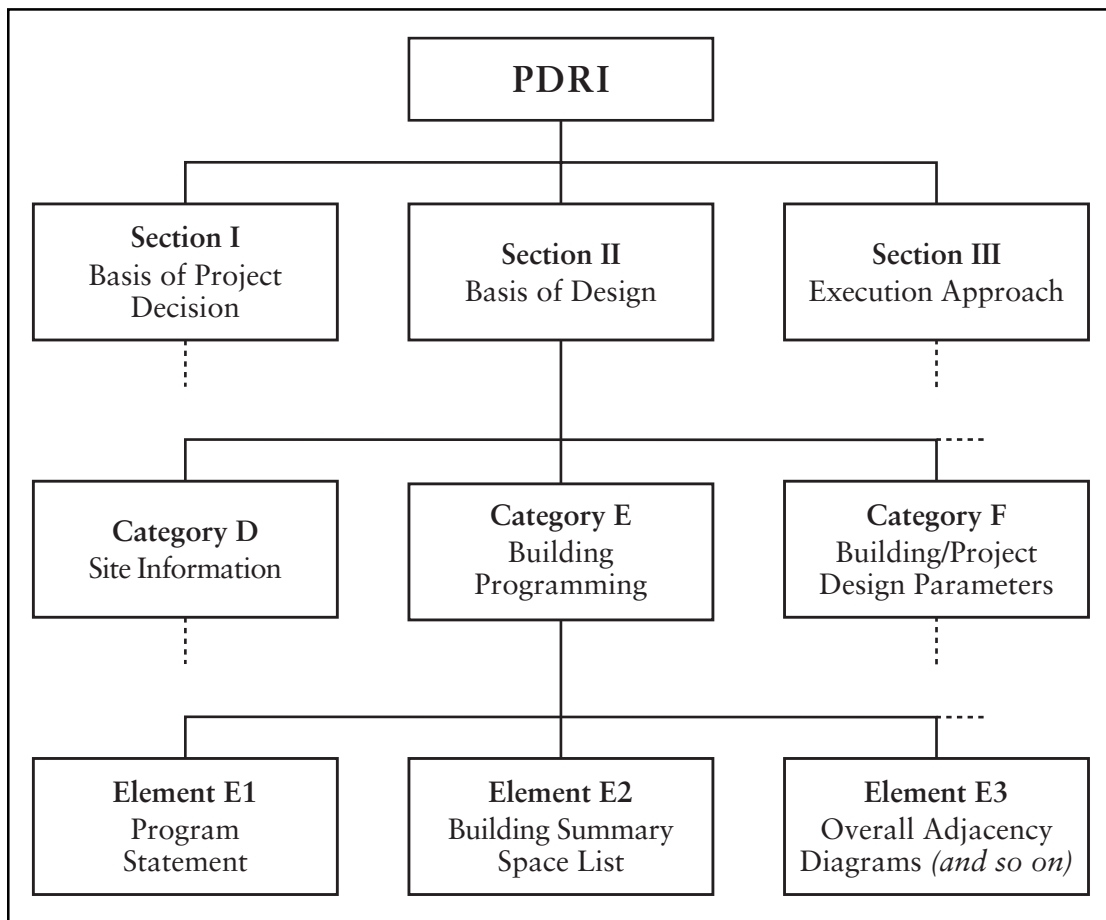 PDRI
Section I
Basis of Project
Decision
Section II
Basis of Design
Section III
Execution Approach
Category D
Site Information
Category E
Building
Programming
Category F
Building/Project
Design Parameters
Element E1
Program
Statement
Element E2
Building Summary
Space List
Element E3
Overall Adjacency
Diagrams (and so on)